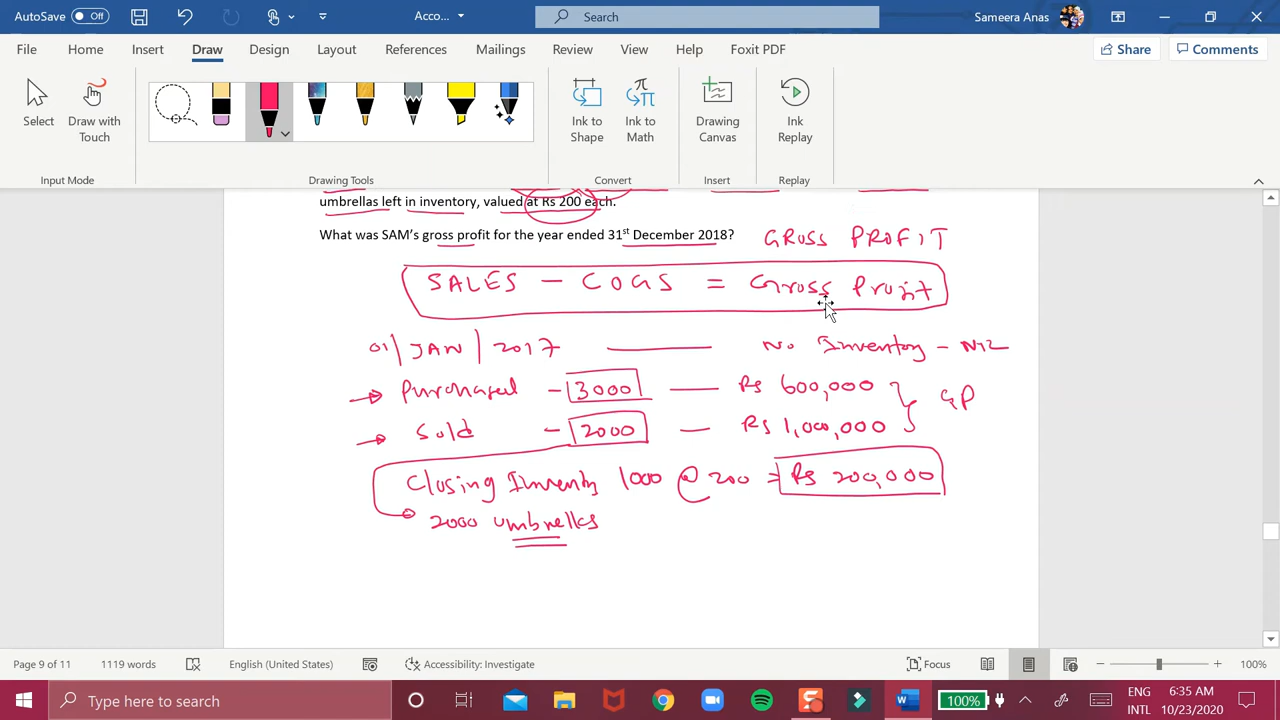 AutoSave Off Acco... Search Sameera Anas
File Home Insert Draw Design Layout References Mailings Review View Help Foxit PDF Share Comments
Select Draw with Touch Ink to Shape Ink to Math Drawing Canvas Ink Replay
Input Mode Drawing Tools Convert Insert Replay
umbrellas left in inventory, valued at Rs 200 each.
What was SAM's gross profit for the year ended 31st December 2018? GROSS PROFIT
SALES - COGS = Gross Profit
01/JAN/2017 — No Inventory - NIL
Purchased - 3000 — Rs 600,000 GP
Sold - 2000 — Rs 1,000,000
Closing Inventy 1000 @ 200 = Rs 200,000
2000 umbrellas
Page 9 of 11 1119 words English (United States) Accessibility: Investigate Focus 100%
Type here to search 100% ENG INTL 6:35 AM 10/23/2020